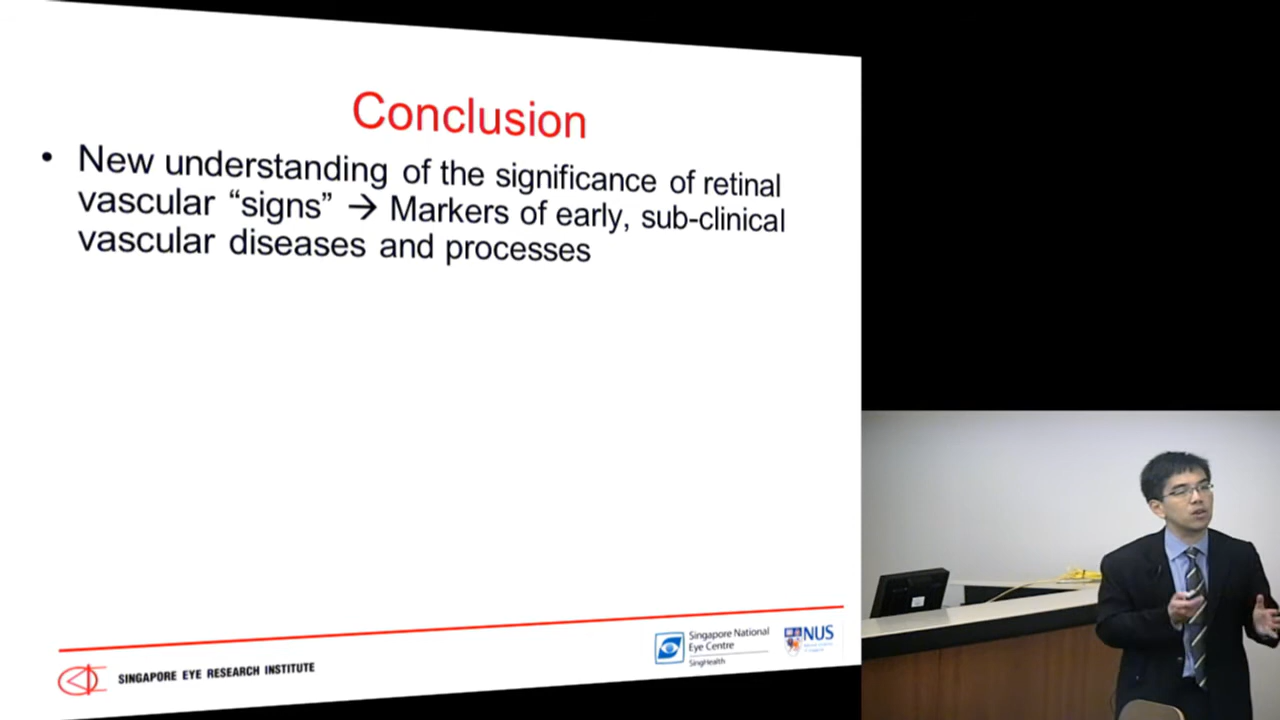 Conclusion
• New understanding of the significance of retinal
vascular “signs” → Markers of early, sub-clinical
vascular diseases and processes
SINGAPORE EYE RESEARCH INSTITUTE
Singapore National
Eye Centre
SingHealth
NUS